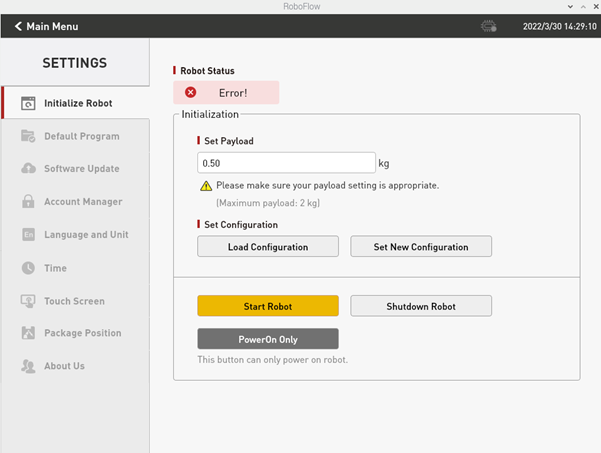 RoboFlow
Main Menu
2022/3/30 14:29:10
SETTINGS
Initialize Robot
Default Program
Software Update
Account Manager
En
Language and Unit
Time
Touch Screen
Package Position
About Us
Robot Status
Error!
Initialization
Set Payload
0.50
kg
Please make sure your payload setting is appropriate.
(Maximum payload: 2 kg)
Set Configuration
Load Configuration
Set New Configuration
Start Robot
Shutdown Robot
PowerOn Only
This button can only power on robot.